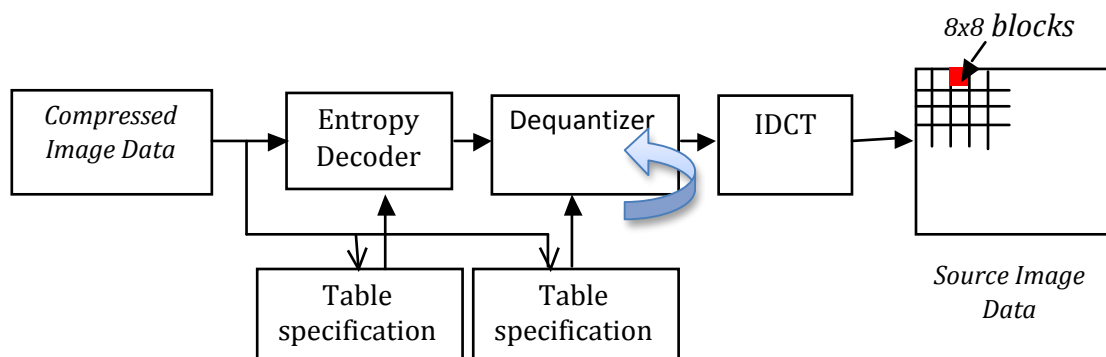 8x8 blocks
Compressed
Image Data
Entropy
Decoder
Dequantizer
IDCT
Table
specification
Table
specification
Source Image
Data